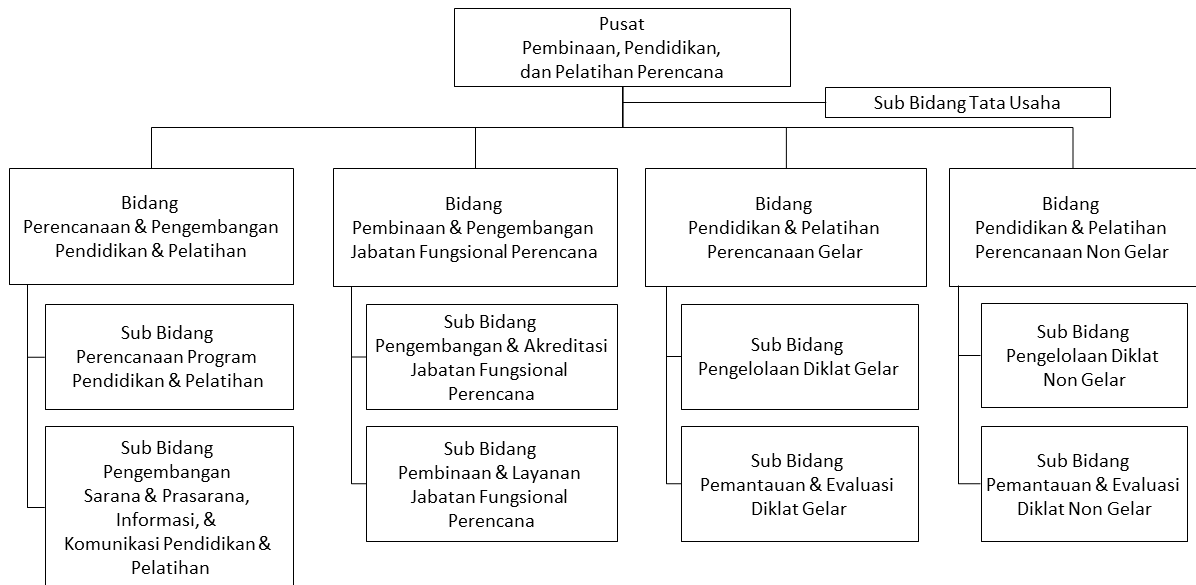 Pusat
Pembinaan, Pendidikan,
dan Pelatihan Perencana
Sub Bidang Tata Usaha
Bidang
Perencanaan & Pengembangan
Pendidikan & Pelatihan
Bidang
Pembinaan & Pengembangan
Jabatan Fungsional Perencana
Bidang
Pendidikan & Pelatihan
Perencanaan Gelar
Bidang
Pendidikan & Pelatihan
Perencanaan Non Gelar
Sub Bidang
Perencanaan Program
Pendidikan & Pelatihan
Sub Bidang
Pengembangan & Akreditasi
Jabatan Fungsional
Perencana
Sub Bidang
Pengelolaan Diklat Gelar
Sub Bidang
Pengelolaan Diklat
Non Gelar
Sub Bidang
Pengembangan
Sarana & Prasarana,
Informasi, &
Komunikasi Pendidikan &
Pelatihan
Sub Bidang
Pembinaan & Layanan
Jabatan Fungsional
Perencana
Sub Bidang
Pemantauan & Evaluasi
Diklat Gelar
Sub Bidang
Pemantauan & Evaluasi
Diklat Non Gelar